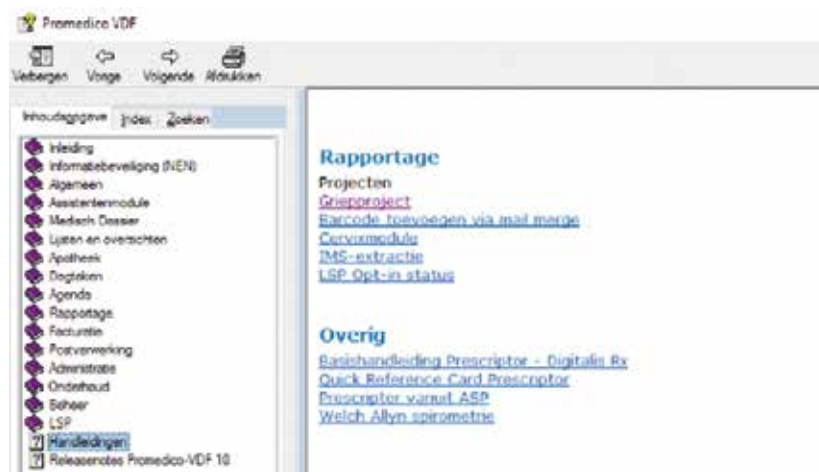 Promedico VDF
Verbergen Vorige Volgende Afdrukken
Inhoudsopgave Index Zoeken
Inleiding
Informatiebeveiliging (NEN)
Algemeen
Assistentenmodule
Medisch Dossier
Lijsten en overzichten
Apotheek
Dagteken
Agenda
Rapportage
Facturatie
Postverwerking
Administratie
Onderhoud
Beheer
LSP
Handleidingen
Releasenotes Promedico-VDF 10
Rapportage
Projecten
Griepproject
Barcode toevoegen via mail merge
Cervixmodule
IMS-extractie
LSP Opt-in status
Overig
Basishandleiding Prescriptor - Digitalis Rx
Quick Reference Card Prescriptor
Prescriptor vanuit ASP
Welch Allyn spirometrie